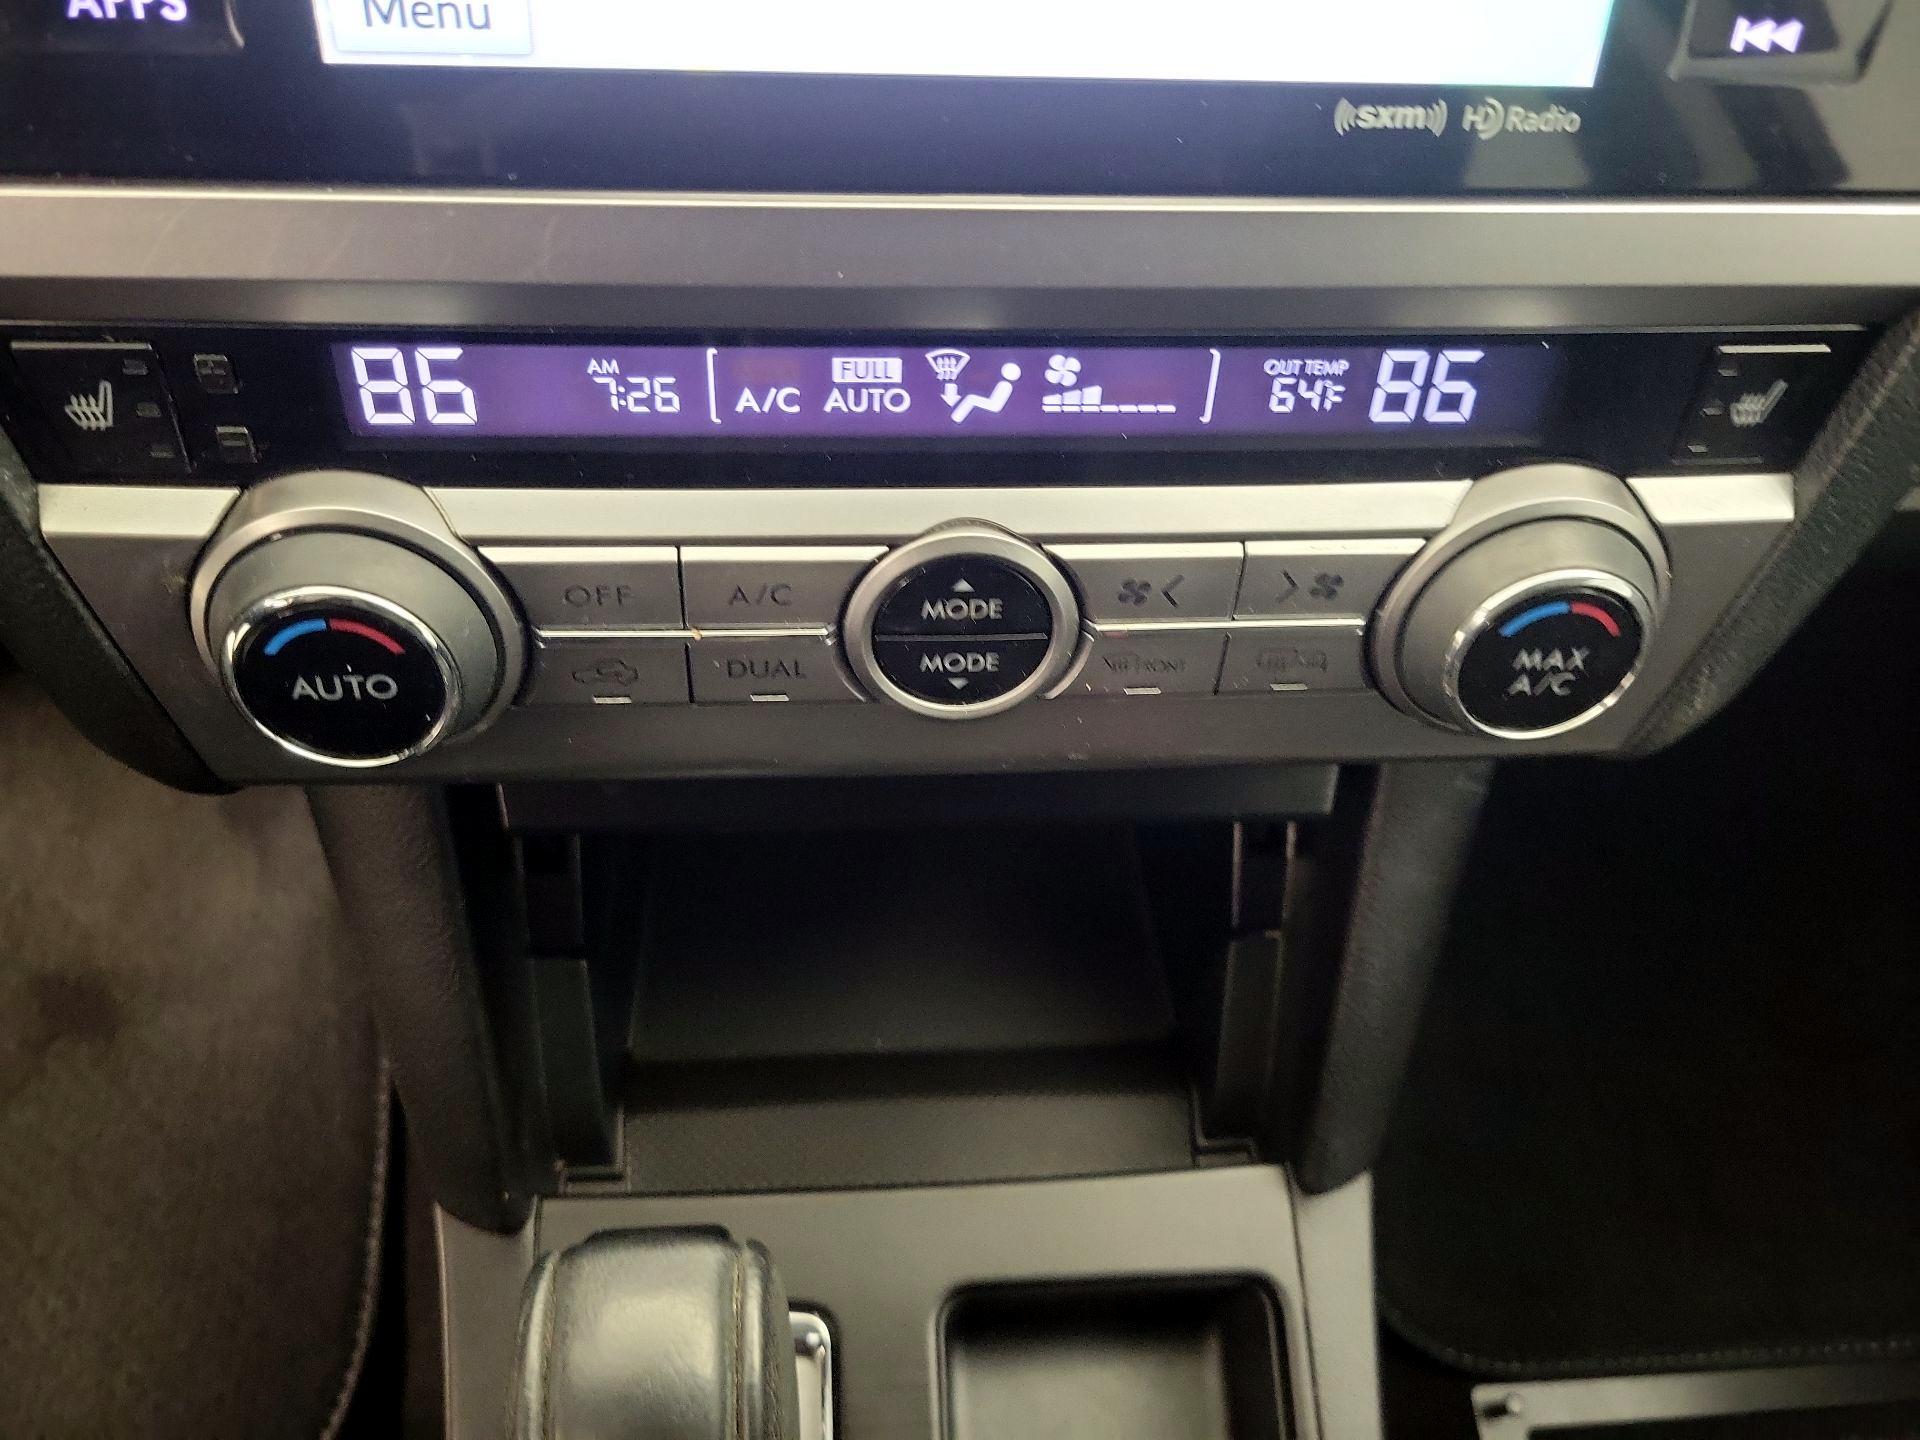 APPS
Menu
sxm HD Radio
86
AM
7:26
A/C
FULL
AUTO
OUT TEMP
64°F
86
OFF
A/C
MODE
MODE
DUAL
FRONT
AUTO
MAX
A/C